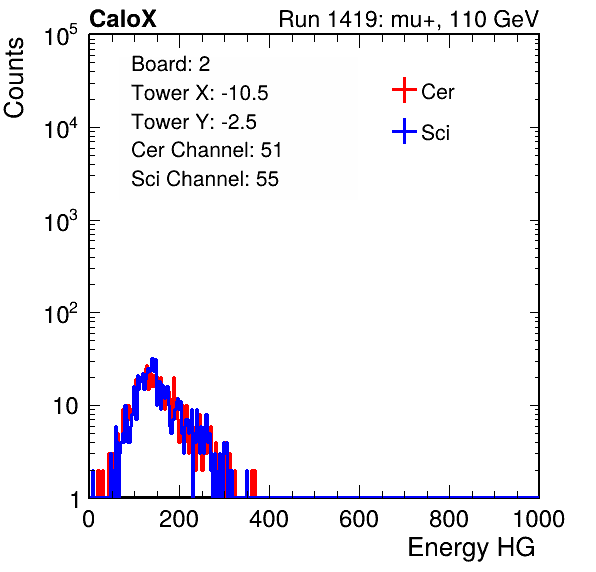 CaloX Run 1419: mu+, 110 GeV
Counts
Board: 2
Tower X: -10.5
Tower Y: -2.5
Cer Channel: 51
Sci Channel: 55
Cer
Sci
10^5
10^4
10^3
10^2
10
1
0 200 400 600 800 1000
Energy HG